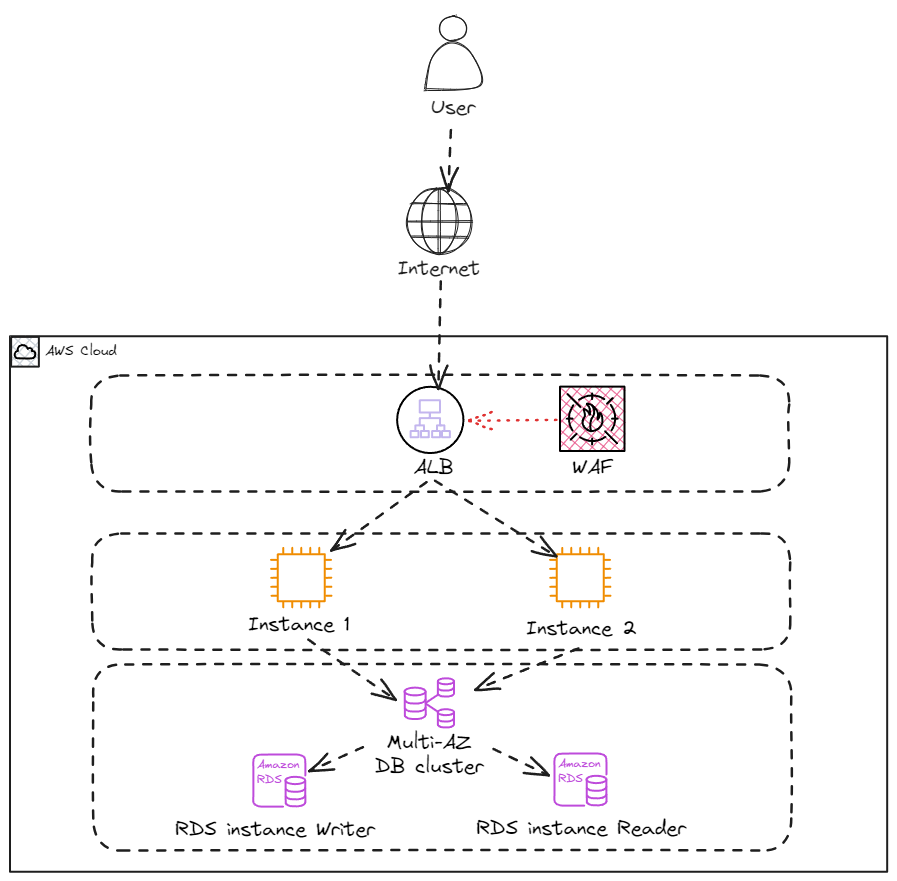 User
Internet
AWS Cloud
ALB
WAF
Instance 1
Instance 2
Multi-AZ
DB cluster
Amazon
RDS
Amazon
RDS
RDS instance Writer
RDS instance Reader